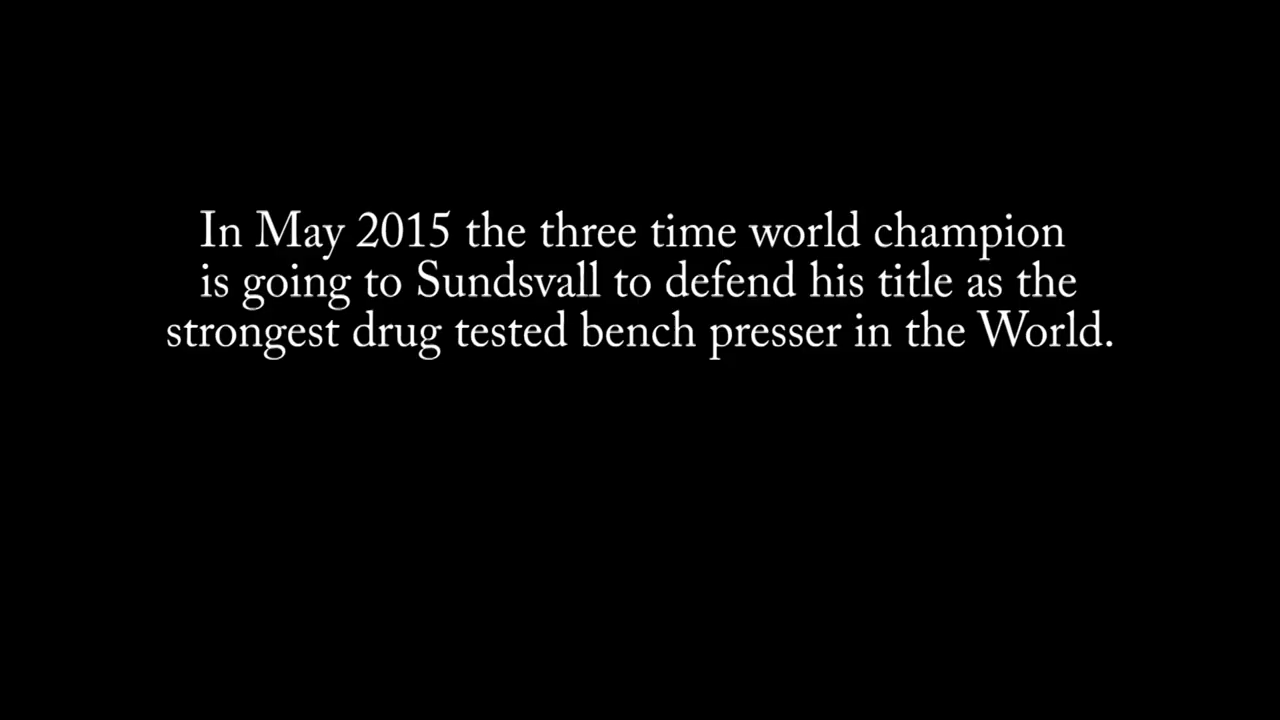 In May 2015 the three time world champion
is going to Sundsvall to defend his title as the
strongest drug tested bench presser in the World.